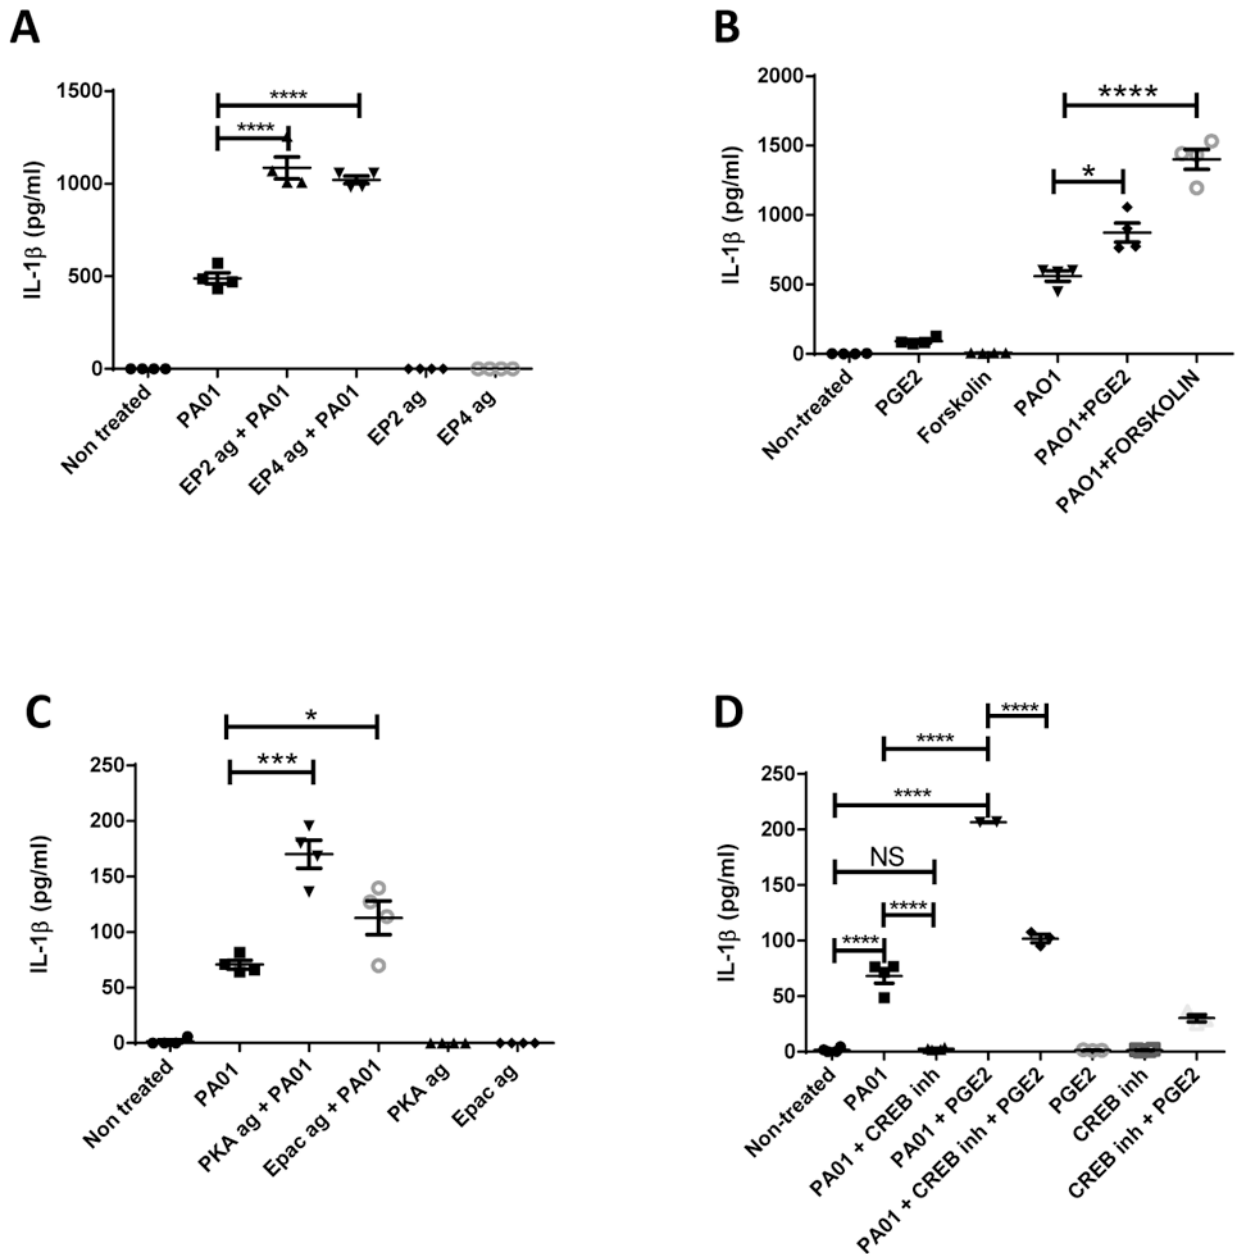 A
1500
1000
500
0
IL-1β (pg/ml)
****
****
Non treated
PA01
EP2 ag + PA01
EP4 ag + PA01
EP2 ag
EP4 ag
B
2000
1500
1000
500
0
IL-1β (pg/ml)
****
*
Non-treated
PGE2
Forskolin
PAO1
PAO1+PGE2
PAO1+FORSKOLIN
C
250
200
150
100
50
0
IL-1β (pg/ml)
*
***
Non treated
PA01
PKA ag + PA01
Epac ag + PA01
PKA ag
Epac ag
D
250
200
150
100
50
0
IL-1β (pg/ml)
****
****
****
NS
****
****
Non-treated
PA01
PA01 + CREB inh
PA01 + PGE2
PA01 + CREB inh + PGE2
PGE2
CREB inh
CREB inh + PGE2